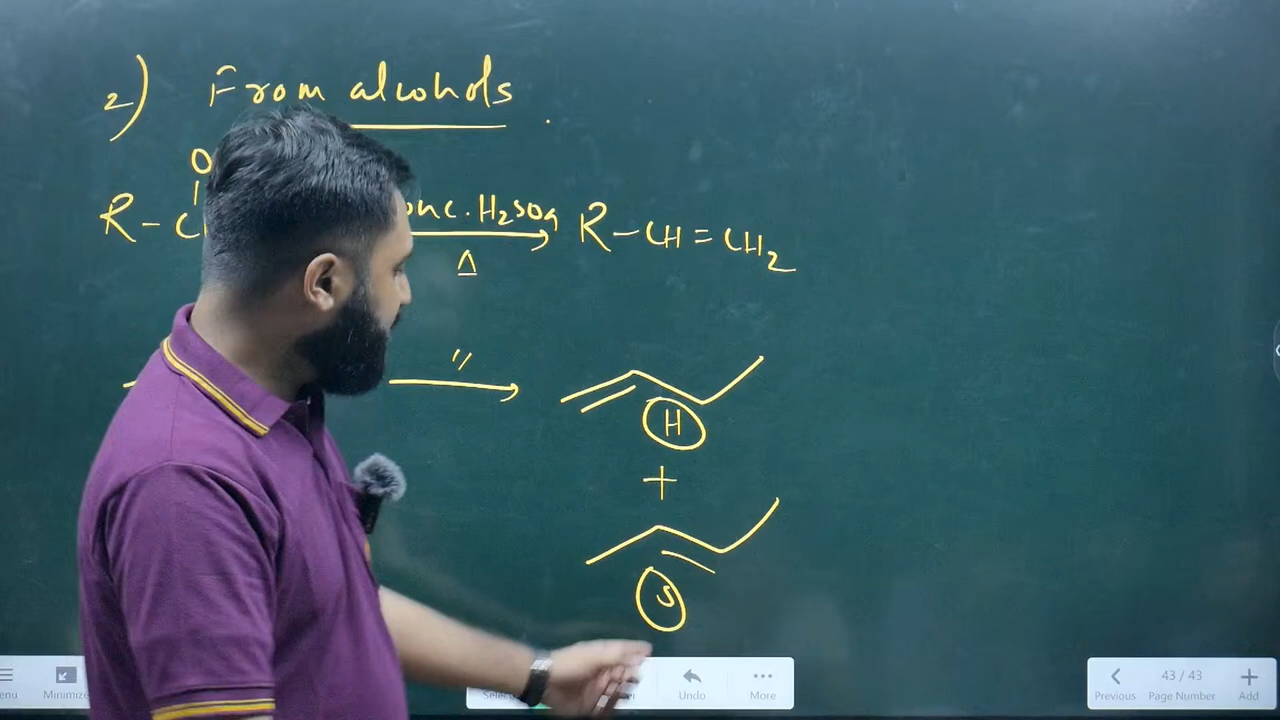 2) From alcohols.
O
R-C onc. H2SO4 R-CH=CH2
Δ
"
H
+
S
Undo
More
Minimize
Previous
43 / 43
Page Number
Add